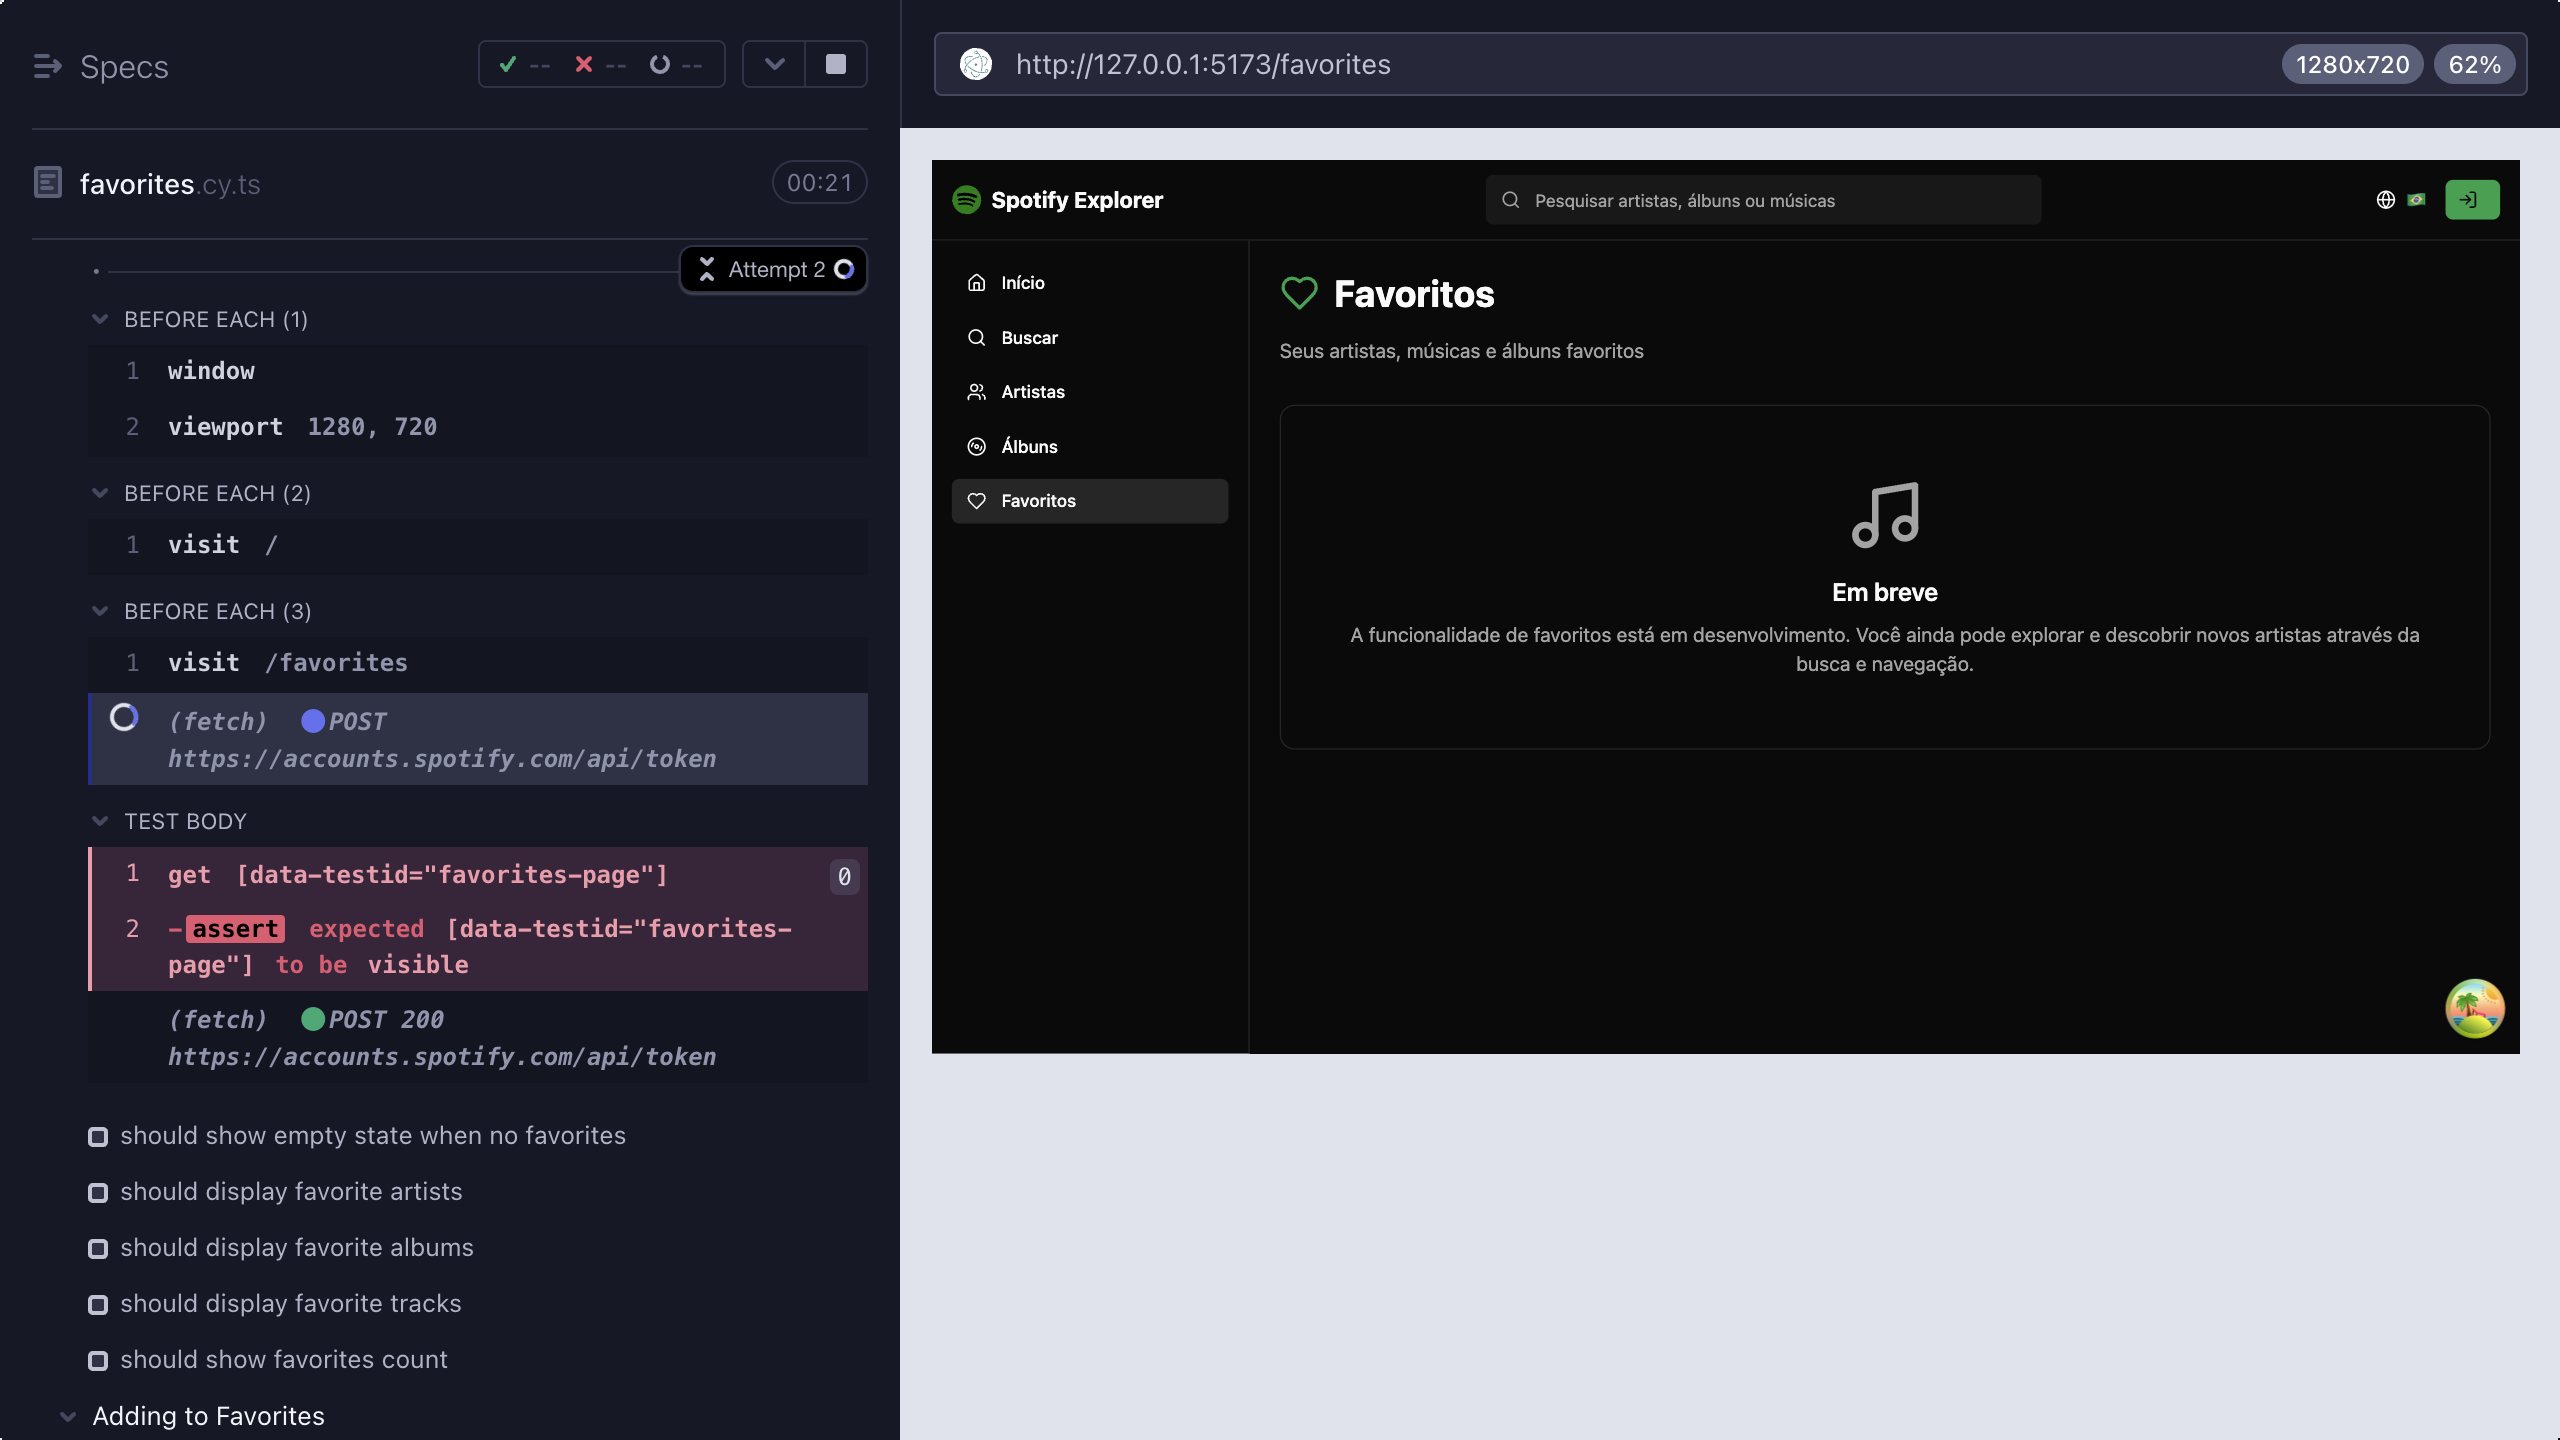 Specs
-- -- --
favorites.cy.ts
00:21
Attempt 2
BEFORE EACH (1)
1 window
2 viewport 1280, 720
BEFORE EACH (2)
1 visit /
BEFORE EACH (3)
1 visit /favorites
(fetch) POST
https://accounts.spotify.com/api/token
TEST BODY
1 get [data-testid="favorites-page"] 0
2 -assert expected [data-testid="favorites-
page"] to be visible
(fetch) POST 200
https://accounts.spotify.com/api/token
should show empty state when no favorites
should display favorite artists
should display favorite albums
should display favorite tracks
should show favorites count
Adding to Favorites
http://127.0.0.1:5173/favorites
1280x720 62%
Spotify Explorer
Pesquisar artistas, álbuns ou músicas
Início
Buscar
Artistas
Álbuns
Favoritos
Favoritos
Seus artistas, músicas e álbuns favoritos
Em breve
A funcionalidade de favoritos está em desenvolvimento. Você ainda pode explorar e descobrir novos artistas através da
busca e navegação.